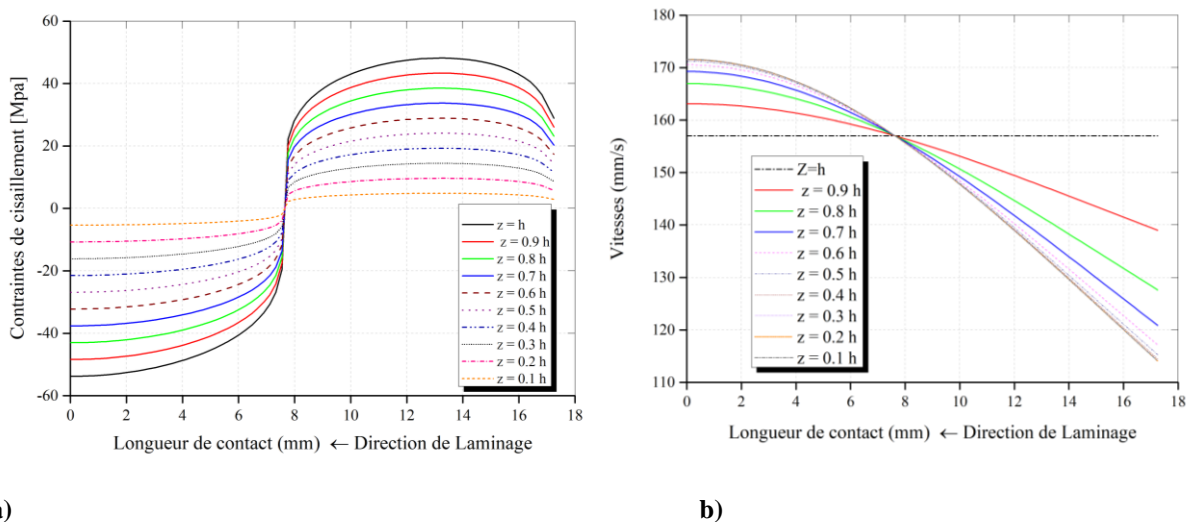 Contraintes de cisaillement [Mpa]
60
40
20
0
-20
-40
-60
z = h
z = 0.9 h
z = 0.8 h
z = 0.7 h
z = 0.6 h
z = 0.5 h
z = 0.4 h
z = 0.3 h
z = 0.2 h
z = 0.1 h
0 2 4 6 8 10 12 14 16 18
Longueur de contact (mm) ← Direction de Laminage
Vitesses (mm/s)
180
170
160
150
140
130
120
110
Z=h
z = 0.9 h
z = 0.8 h
z = 0.7 h
z = 0.6 h
z = 0.5 h
z = 0.4 h
z = 0.3 h
z = 0.2 h
z = 0.1 h
0 2 4 6 8 10 12 14 16 18
Longueur de contact (mm) ← Direction de Laminage
) b)